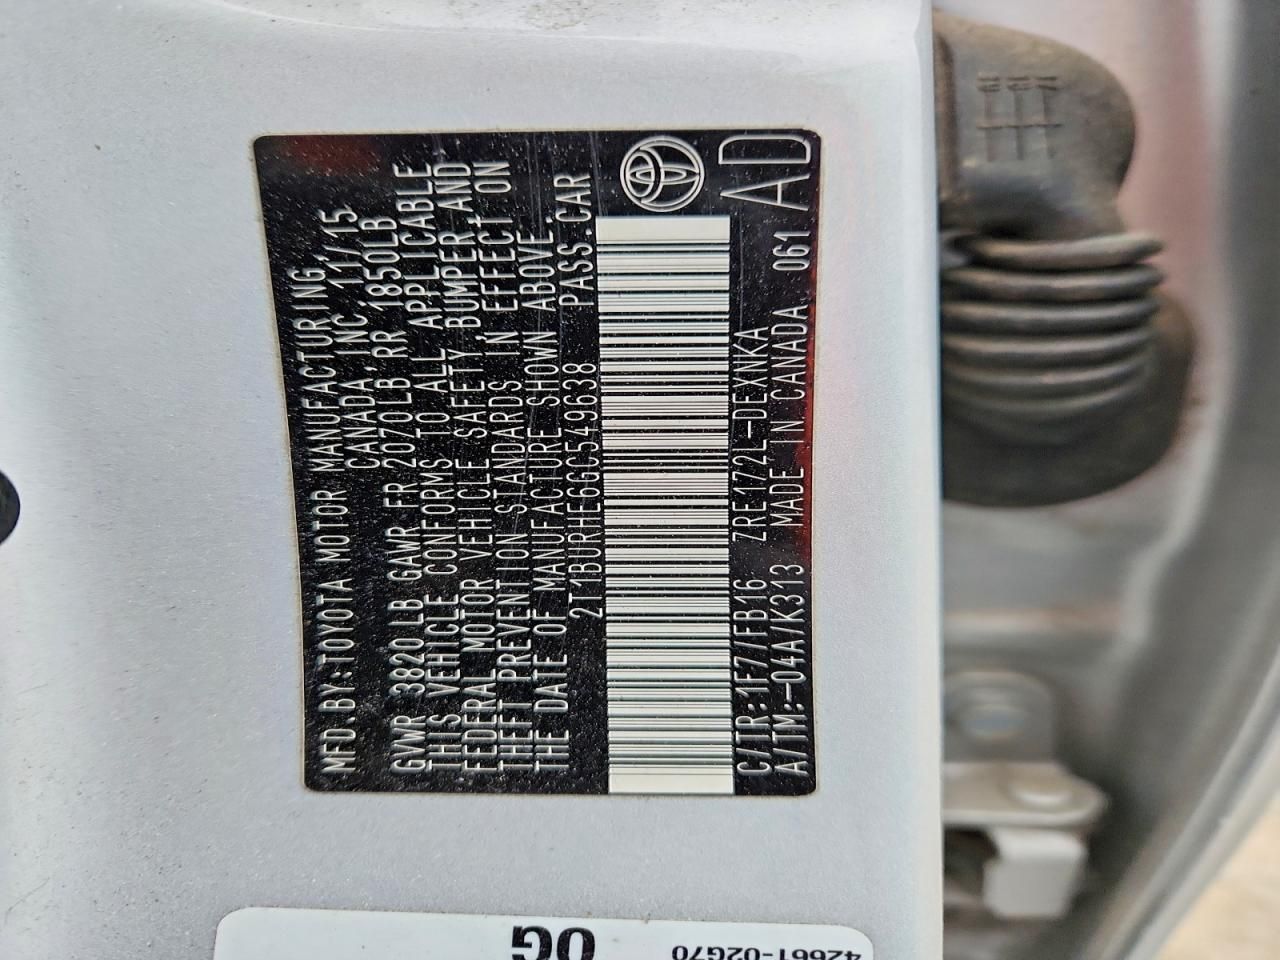 MFD.BY:TOYOTA MOTOR MANUFACTURING,
CANADA,INC. 11/15
GVWR 3820LB GAWR FR 2070LB RR 1850LB
THIS VEHICLE CONFORMS TO ALL APPLICABLE
FEDERAL MOTOR VEHICLE SAFETY,BUMPER,AND
THEFT PREVENTION STANDARDS IN EFFECT ON
THE DATE OF MANUFACTURE SHOWN ABOVE.
2T1BURHE6GC549638 PASS.CAR
C/TR:1F7/FB16 ZRE172L-DEXNKA
A/TM:-04A/K313 MADE IN CANADA 061 AD
0G
42661-02G70